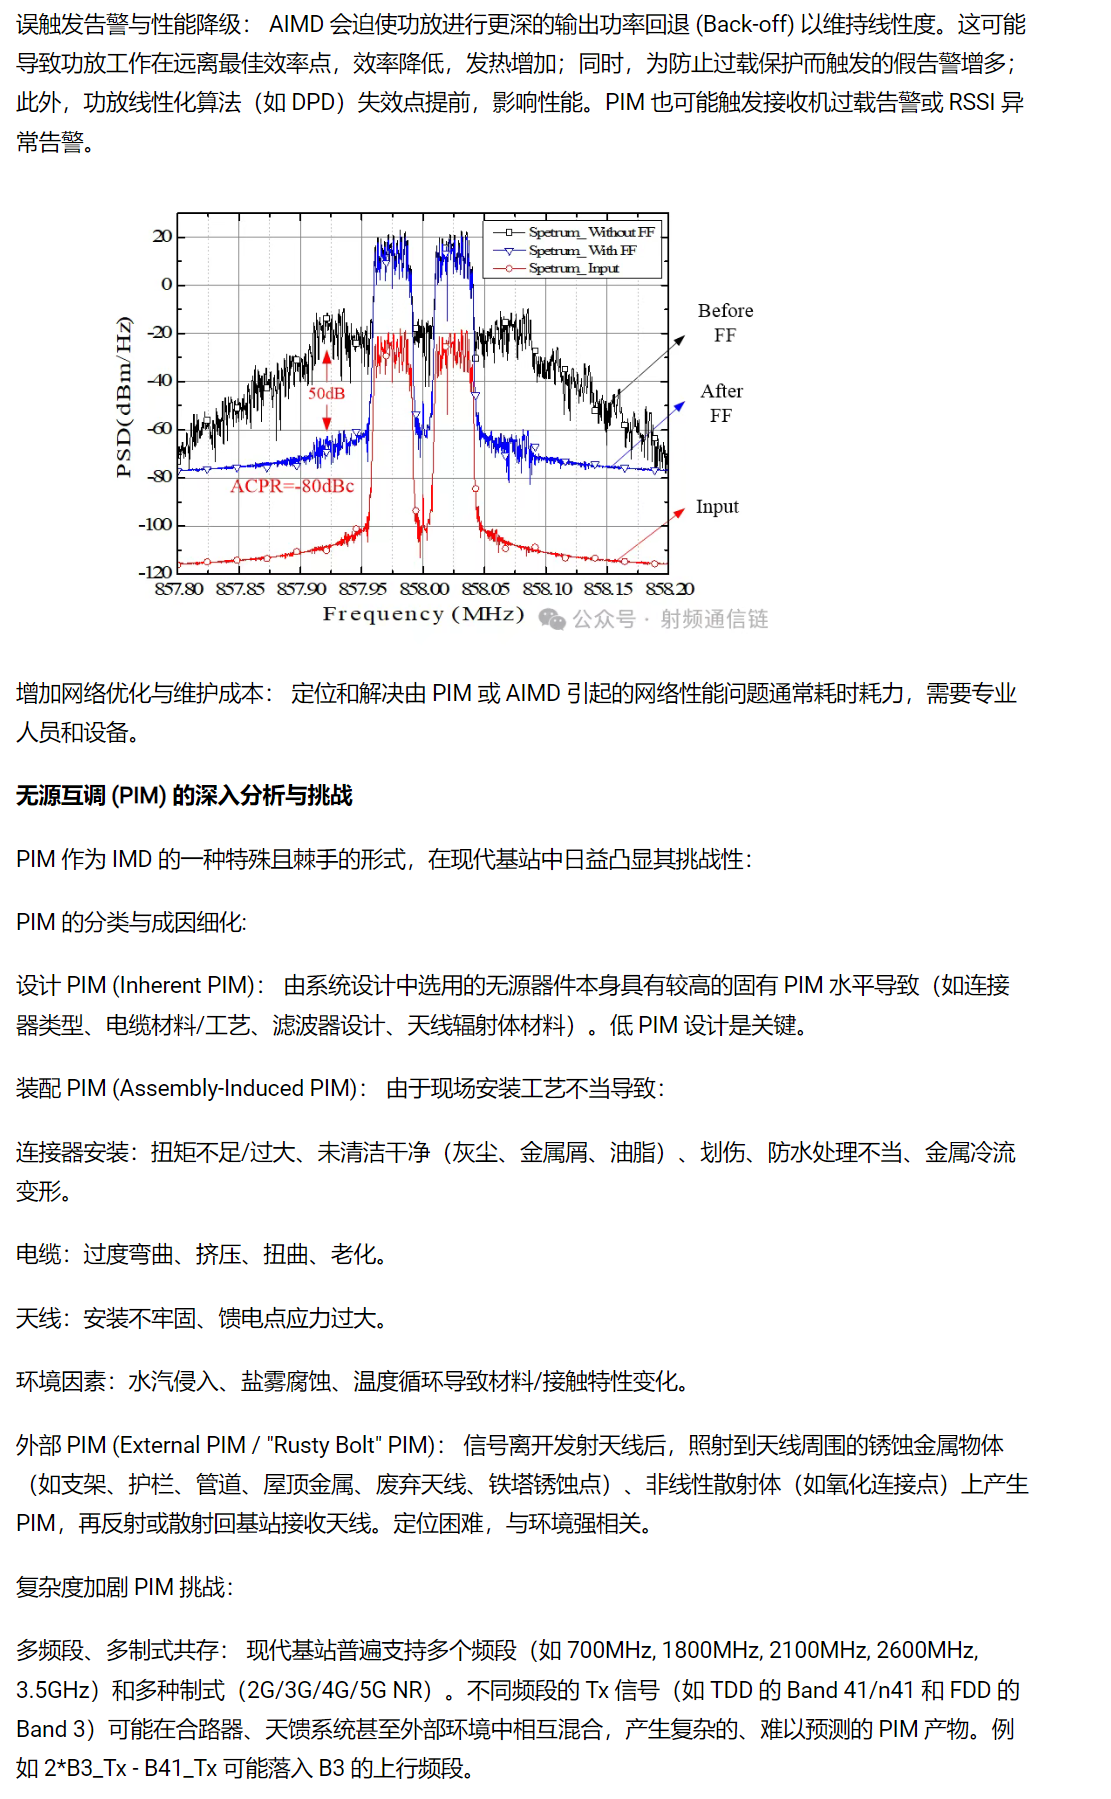 误触发告警与性能降级： AIMD 会迫使功放进行更深的输出功率回退 (Back-off) 以维持线性度。这可能
导致功放工作在远离最佳效率点，效率降低，发热增加；同时，为防止过载保护而触发的假告警增多；
此外，功放线性化算法（如 DPD）失效点提前，影响性能。PIM 也可能触发接收机过载告警或 RSSI 异
常告警。
20
0
-20
-40
-60
-80
-100
-120
PSD(dBm/Hz)
Spetrum_Without FF
Spetrum_With FF
Spetrum_Input
Before
FF
After
FF
Input
50dB
ACPR=-80dBc
857.80 857.85 857.90 857.95 858.00 858.05 858.10 858.15 858.20
Frequency (MHz)
公众号 · 射频通信链
增加网络优化与维护成本： 定位和解决由 PIM 或 AIMD 引起的网络性能问题通常耗时耗力，需要专业
人员和设备。
无源互调 (PIM) 的深入分析与挑战
PIM 作为 IMD 的一种特殊且棘手的形式，在现代基站中日益凸显其挑战性：
PIM 的分类与成因细化:
设计 PIM (Inherent PIM)： 由系统设计中选用的无源器件本身具有较高的固有 PIM 水平导致（如连接
器类型、电缆材料/工艺、滤波器设计、天线辐射体材料）。低 PIM 设计是关键。
装配 PIM (Assembly-Induced PIM)： 由于现场安装工艺不当导致：
连接器安装：扭矩不足/过大、未清洁干净（灰尘、金属屑、油脂）、划伤、防水处理不当、金属冷流
变形。
电缆：过度弯曲、挤压、扭曲、老化。
天线：安装不牢固、馈电点应力过大。
环境因素：水汽侵入、盐雾腐蚀、温度循环导致材料/接触特性变化。
外部 PIM (External PIM / "Rusty Bolt" PIM)： 信号离开发射天线后，照射到天线周围的锈蚀金属物体
（如支架、护栏、管道、屋顶金属、废弃天线、铁塔锈蚀点）、非线性散射体（如氧化连接点）上产生
PIM，再反射或散射回基站接收天线。定位困难，与环境强相关。
复杂度加剧 PIM 挑战：
多频段、多制式共存： 现代基站普遍支持多个频段（如 700MHz, 1800MHz, 2100MHz, 2600MHz,
3.5GHz）和多种制式（2G/3G/4G/5G NR）。不同频段的 Tx 信号（如 TDD 的 Band 41/n41 和 FDD 的
Band 3）可能在合路器、天馈系统甚至外部环境中相互混合，产生复杂的、难以预测的 PIM 产物。例
如 2*B3_Tx - B41_Tx 可能落入 B3 的上行频段。